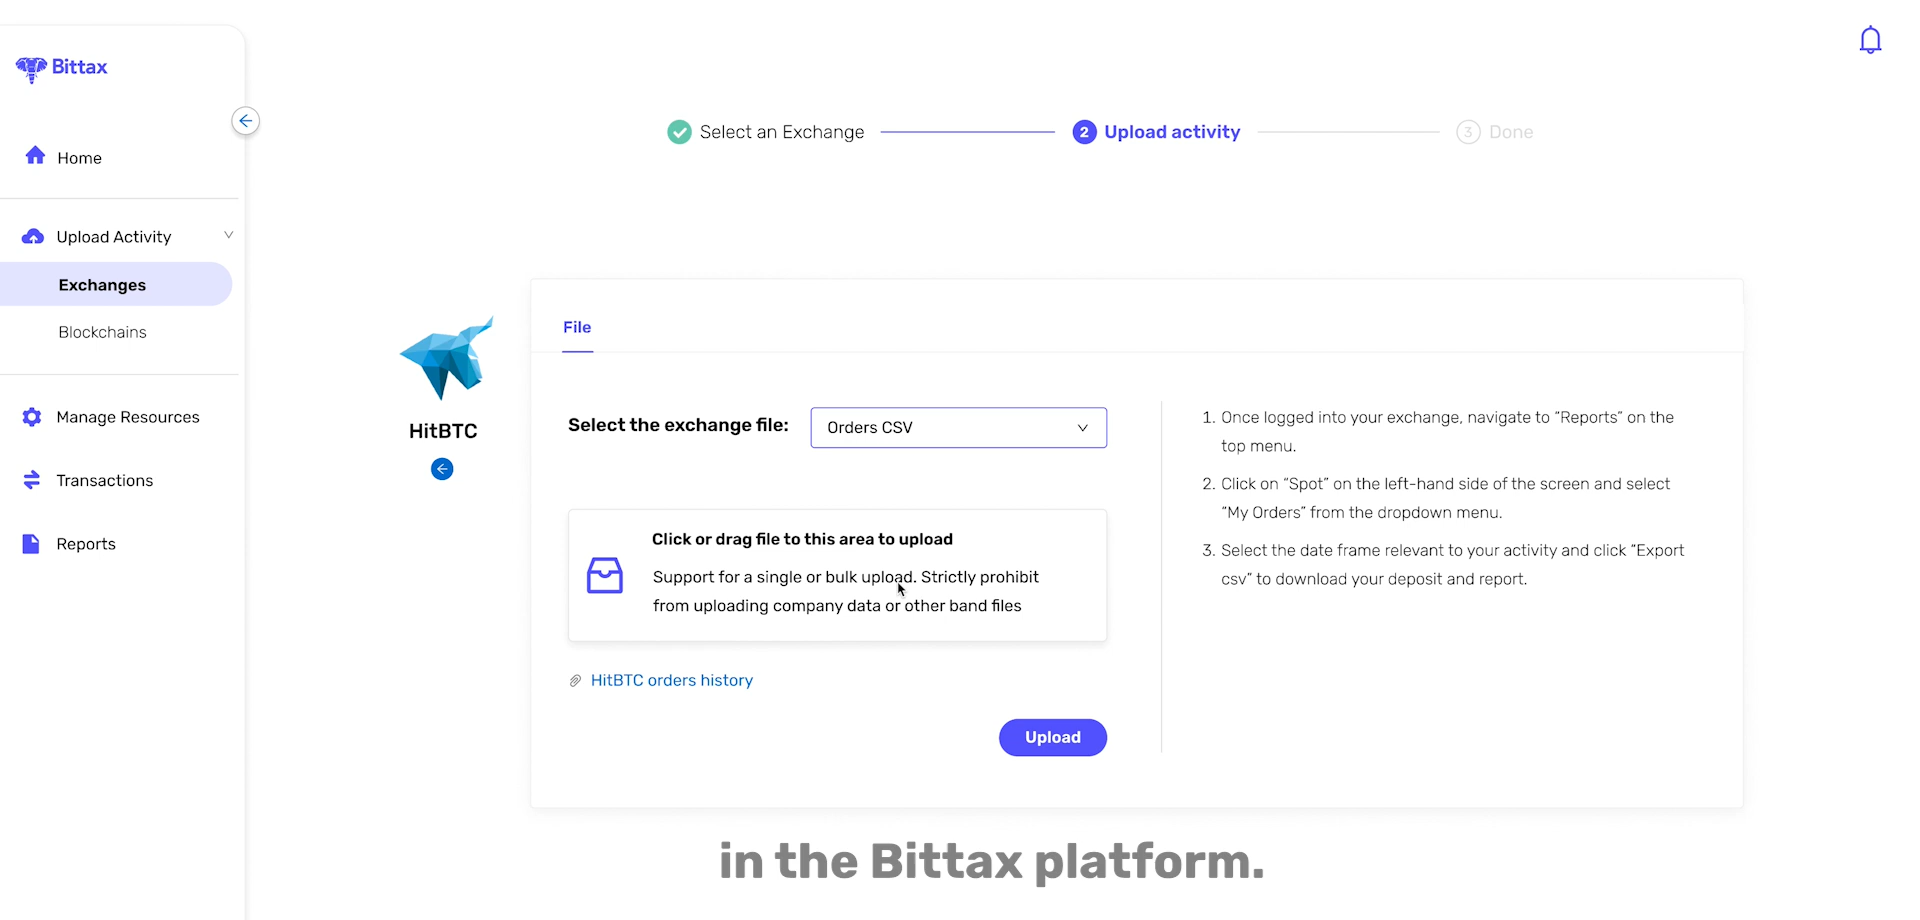 Bittax
Home
Upload Activity
Exchanges
Blockchains
Manage Resources
Transactions
Reports
Select an Exchange
2 Upload activity
3 Done
HitBTC
File
Select the exchange file:
Orders CSV
Click or drag file to this area to upload
Support for a single or bulk upload. Strictly prohibit
from uploading company data or other band files
HitBTC orders history
Upload
1. Once logged into your exchange, navigate to “Reports” on the
top menu.
2. Click on “Spot” on the left-hand side of the screen and select
“My Orders” from the dropdown menu.
3. Select the date frame relevant to your activity and click “Export
csv” to download your deposit and report.
in the Bittax platform.